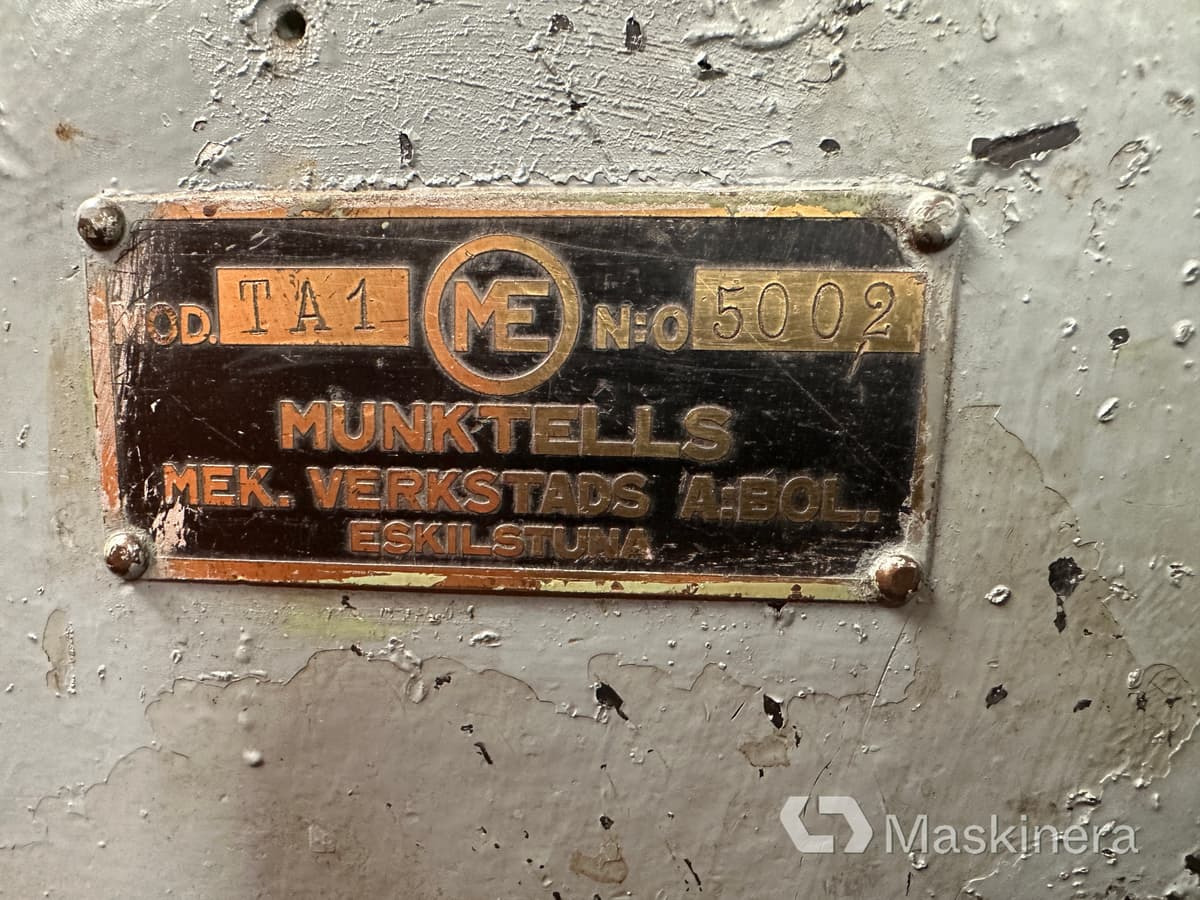 MOD. TA1 ME N:O 5002
MUNKTELLS
MEK. VERKSTADS A:BOL.
ESKILSTUNA
Maskinera